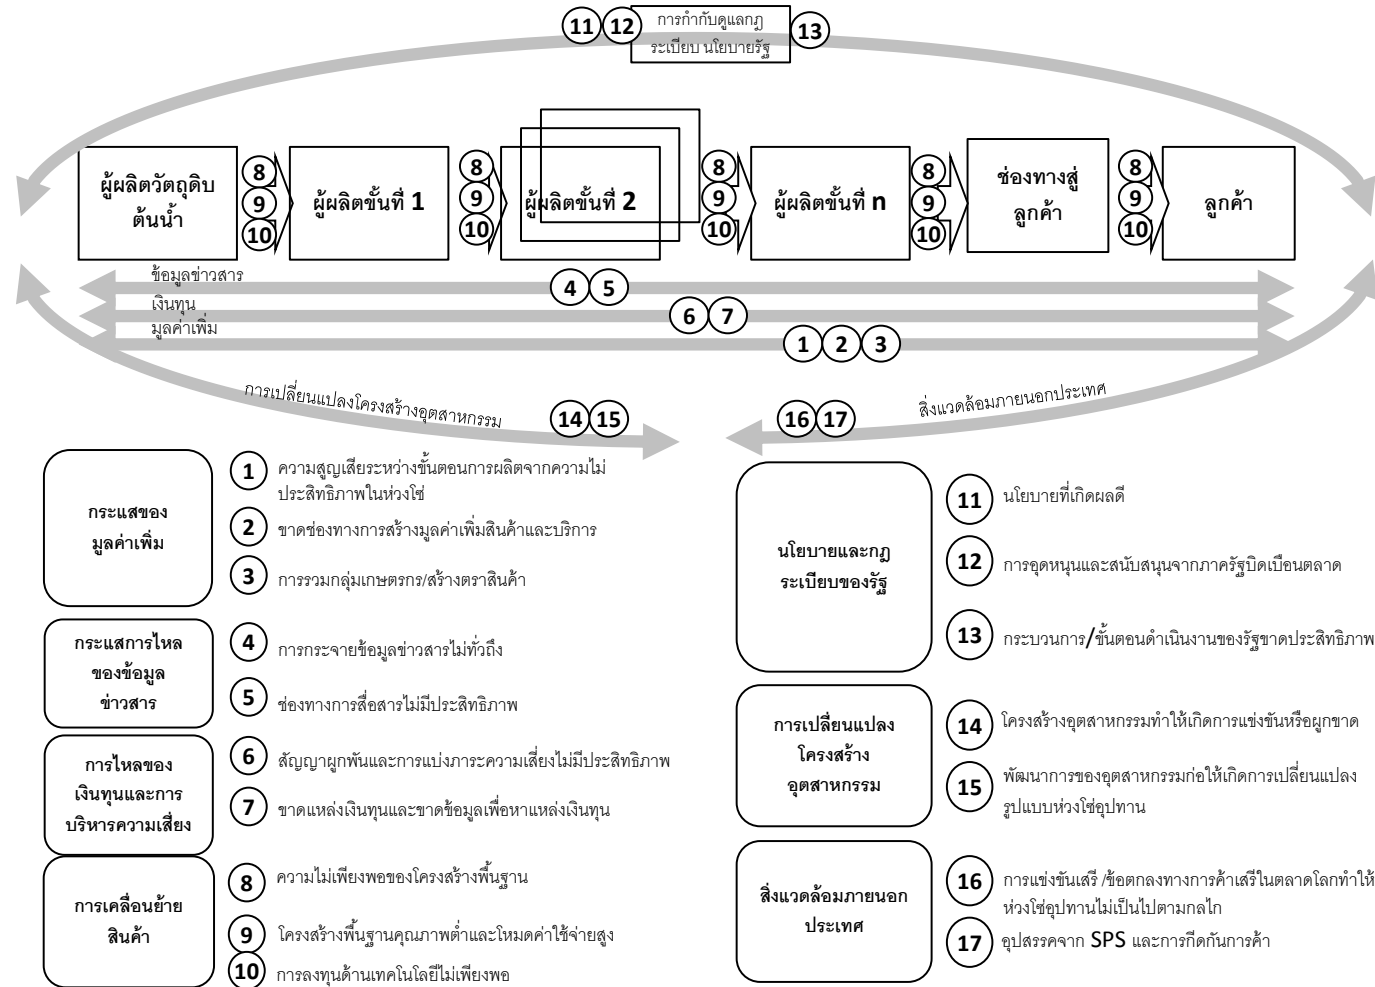 11 12 การกำกับดูแลกฎ 13
ระเบียบ นโยบายรัฐ
ผู้ผลิตวัตถุดิบ
ต้นน้ำ
8
9
10
ผู้ผลิตขั้นที่ 1
8
9
10
ผู้ผลิตขั้นที่ 2
8
9
10
ผู้ผลิตขั้นที่ n
8
9
10
ช่องทางสู่
ลูกค้า
8
9
10
ลูกค้า
ข้อมูลข่าวสาร
4 5
เงินทุน
6 7
มูลค่าเพิ่ม
1 2 3
การเปลี่ยนแปลงโครงสร้างอุตสาหกรรม
14 15
16 17
สิ่งแวดล้อมภายนอกประเทศ
กระแสของ
มูลค่าเพิ่ม
1 ความสูญเสียระหว่างขั้นตอนการผลิตจากความไม่
ประสิทธิภาพในห่วงโซ่
2 ขาดช่องทางการสร้างมูลค่าเพิ่มสินค้าและบริการ
3 การรวมกลุ่มเกษตรกร/สร้างตราสินค้า
กระแสการไหล
ของข้อมูล
ข่าวสาร
4 การกระจายข้อมูลข่าวสารไม่ทั่วถึง
5 ช่องทางการสื่อสารไม่มีประสิทธิภาพ
การไหลของ
เงินทุนและการ
บริหารความเสี่ยง
6 สัญญาผูกพันและการแบ่งภาระความเสี่ยงไม่มีประสิทธิภาพ
7 ขาดแหล่งเงินทุนและขาดข้อมูลเพื่อหาแหล่งเงินทุน
การเคลื่อนย้าย
สินค้า
8 ความไม่เพียงพอของโครงสร้างพื้นฐาน
9 โครงสร้างพื้นฐานคุณภาพต่ำและโหมดค่าใช้จ่ายสูง
10 การลงทุนด้านเทคโนโลยีไม่เพียงพอ
นโยบายและกฎ
ระเบียบของรัฐ
11 นโยบายที่เกิดผลดี
12 การอุดหนุนและสนับสนุนจากภาครัฐบิดเบือนตลาด
13 กระบวนการ/ขั้นตอนดำเนินงานของรัฐขาดประสิทธิภาพ
การเปลี่ยนแปลง
โครงสร้าง
อุตสาหกรรม
14 โครงสร้างอุตสาหกรรมทำให้เกิดการแข่งขันหรือผูกขาด
15 พัฒนาการของอุตสาหกรรมก่อให้เกิดการเปลี่ยนแปลง
รูปแบบห่วงโซ่อุปทาน
สิ่งแวดล้อมภายนอก
ประเทศ
16 การแข่งขันเสรี /ข้อตกลงทางการค้าเสรีในตลาดโลกทำให้
ห่วงโซ่อุปทานไม่เป็นไปตามกลไก
17 อุปสรรคจาก SPS และการกีดกันการค้า